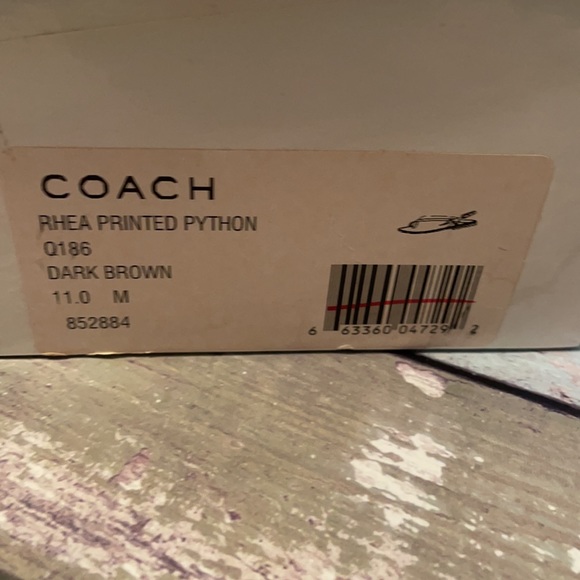 COACH
RHEA PRINTED PYTHON
Q186
DARK BROWN
11.0 M
852884
6 63360 04729 2